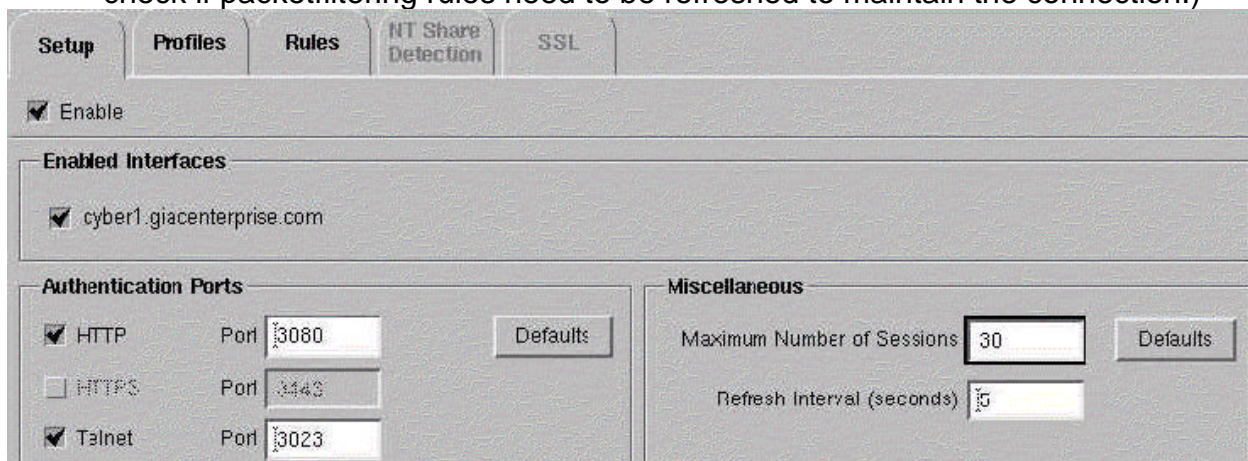 check if packetfiltering rules need to be refreshed to maintain the connection.)
Setup Profiles Rules NT Share Detection SSL
Enable
Enabled Interfaces
cyber1.giacenterprise.com
Authentication Ports
HTTP Port 3080 Defaults
HTTPS Port 3443
Telnet Port 3023
Miscellaneous
Maximum Number of Sessions 30 Defaults
Refresh Interval (seconds) 5